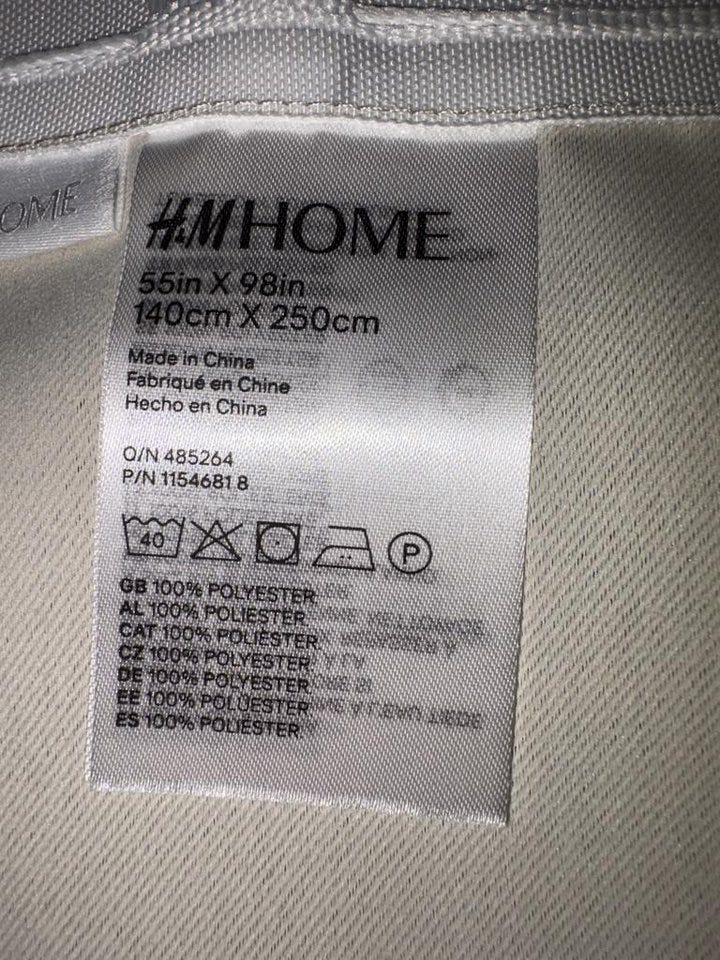 OME
H&M HOME
55in X 98in
140cm X 250cm
Made in China
Fabriqué en Chine
Hecho en China
O/N 485264
P/N 1154681 8
40
P
GB 100% POLYESTER
AL 100% POLIESTER
CAT 100% POLIÈSTER
CZ 100% POLYESTER
DE 100% POLYESTER
EE 100% POLÜESTER
ES 100% POLIÉSTER